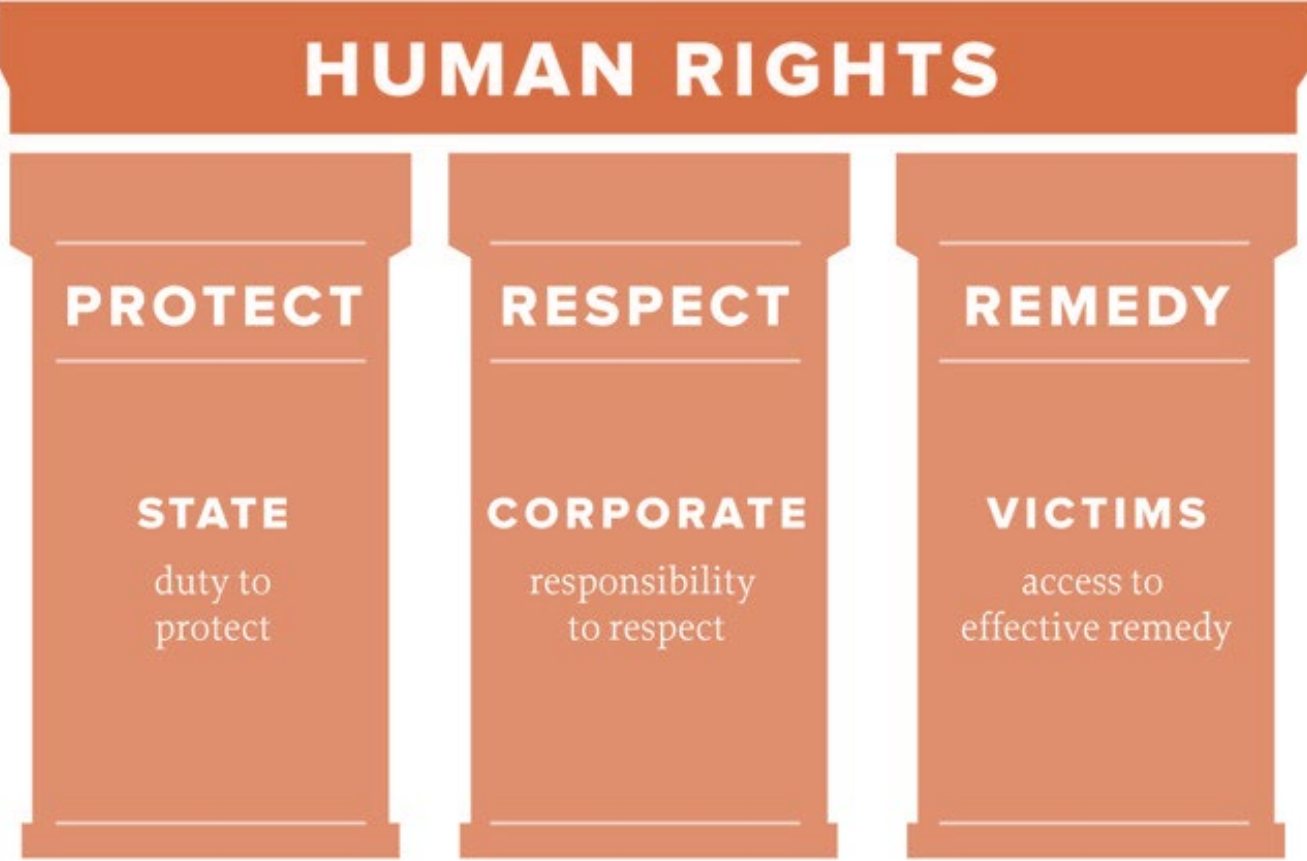 HUMAN RIGHTS
PROTECT
STATE
duty to
protect
RESPECT
CORPORATE
responsibility
to respect
REMEDY
VICTIMS
access to
effective remedy